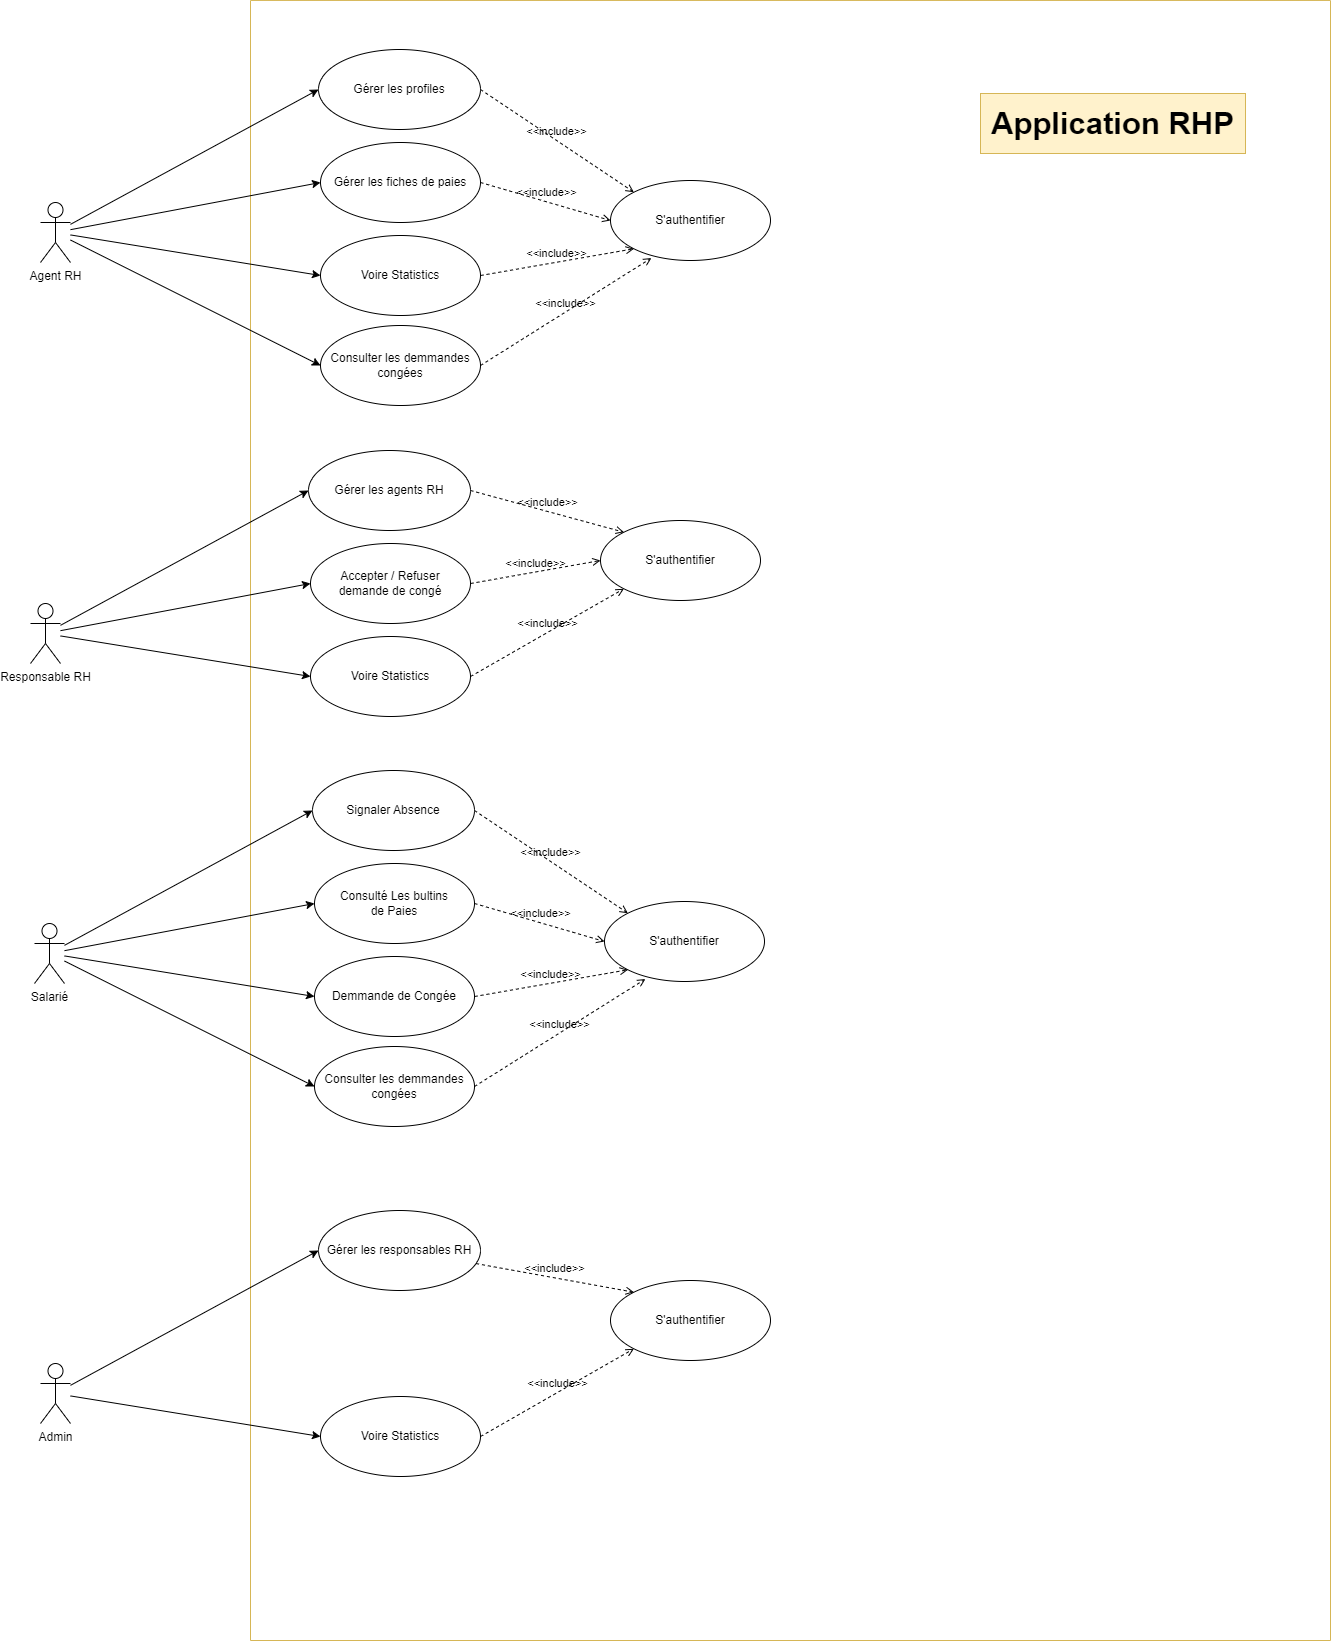 Application RHP
Gérer les profiles
<<include>>
Gérer les fiches de paies
<<include>>
S'authentifier
Agent RH
Voire Statistics
<<include>>
<<include>>
Consulter les demmandes
congées
Gérer les agents RH
<<include>>
S'authentifier
<<include>>
Accepter / Refuser
demande de congé
<<include>>
Responsable RH
Voire Statistics
Signaler Absence
<<include>>
Consulté Les bultins
de Paies
<<include>>
S'authentifier
<<include>>
Salarié
Demmande de Congée
<<include>>
Consulter les demmandes
congées
Gérer les responsables RH
<<include>>
S'authentifier
<<include>>
Admin
Voire Statistics